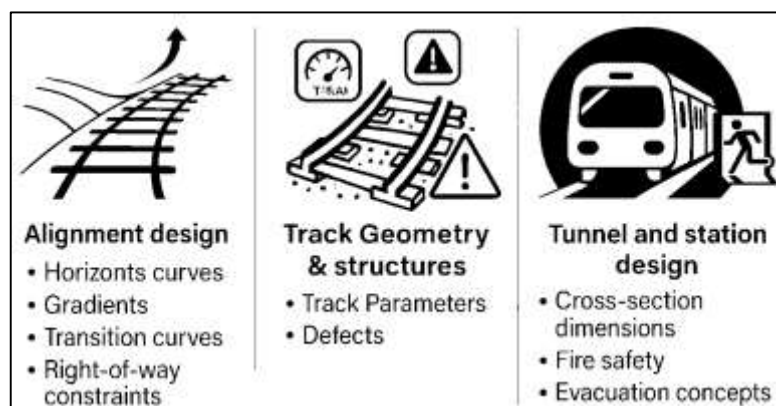 Alignment design
• Horizonts curves
• Gradients
• Transition curves
• Right-of-way
constraints
Track Geometry
& structures
• Track Parameters
• Defects
Tunnel and station
design
• Cross-section
dimensions
• Fire safety
• Evacuation concepts